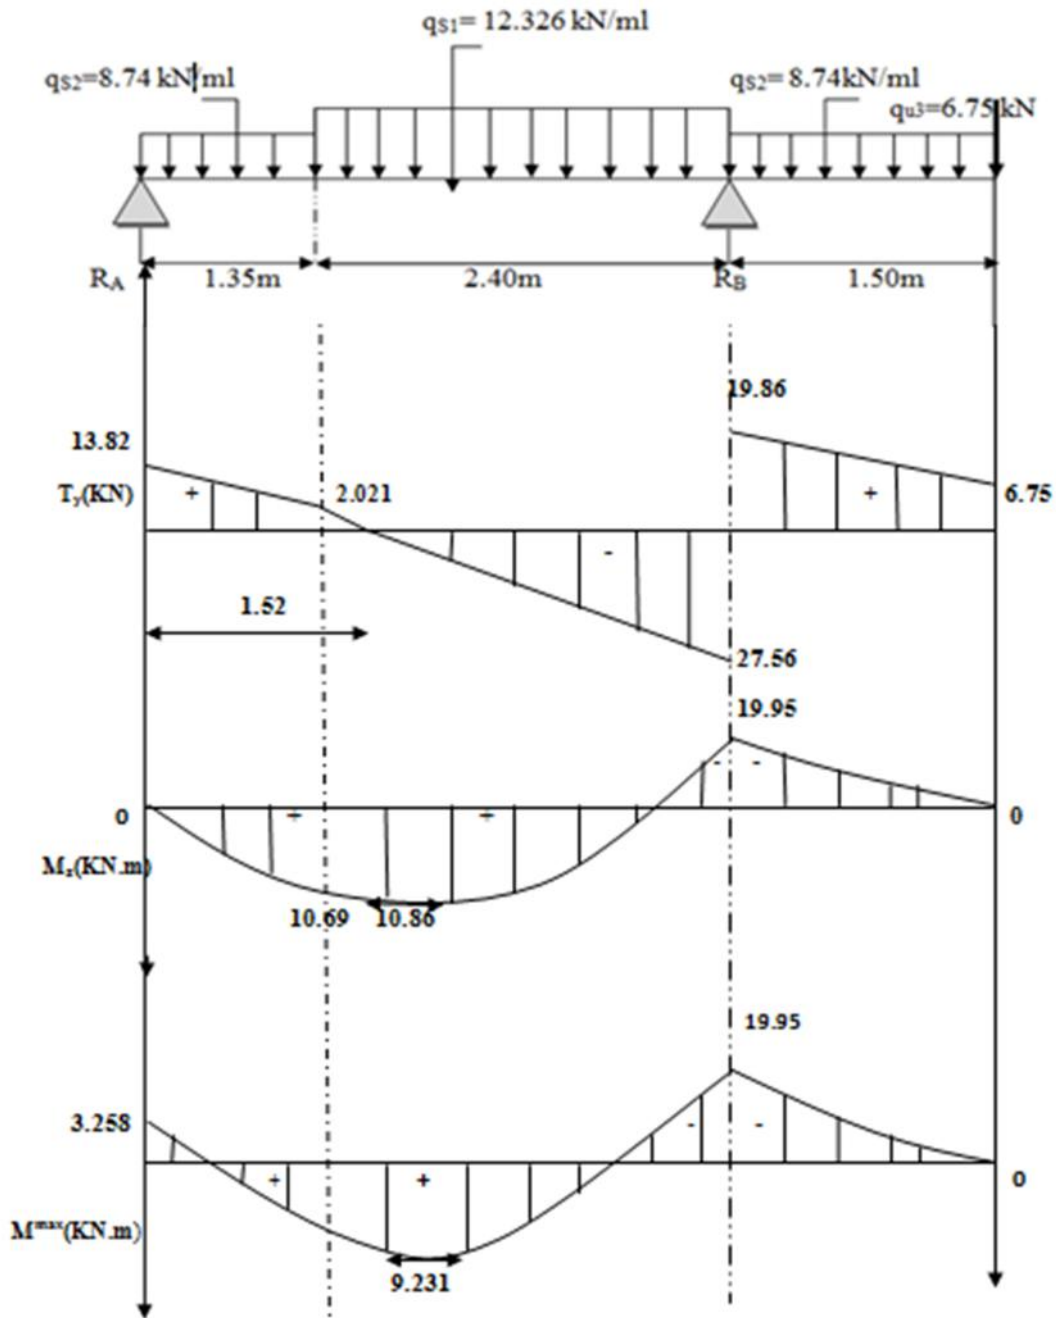 qS1= 12.326 kN/ml
qS2=8.74 kN/ml
qS2= 8.74kN/ml
qu3=6.75 kN
RA
1.35m
2.40m
RB
1.50m
19.86
13.82
Ty(KN)
+
2.021
+
6.75
-
1.52
27.56
19.95
- -
0
+
+
0
Mz(KN.m)
10.69
10.86
19.95
3.258
-
-
+
+
0
Mmax(KN.m)
9.231